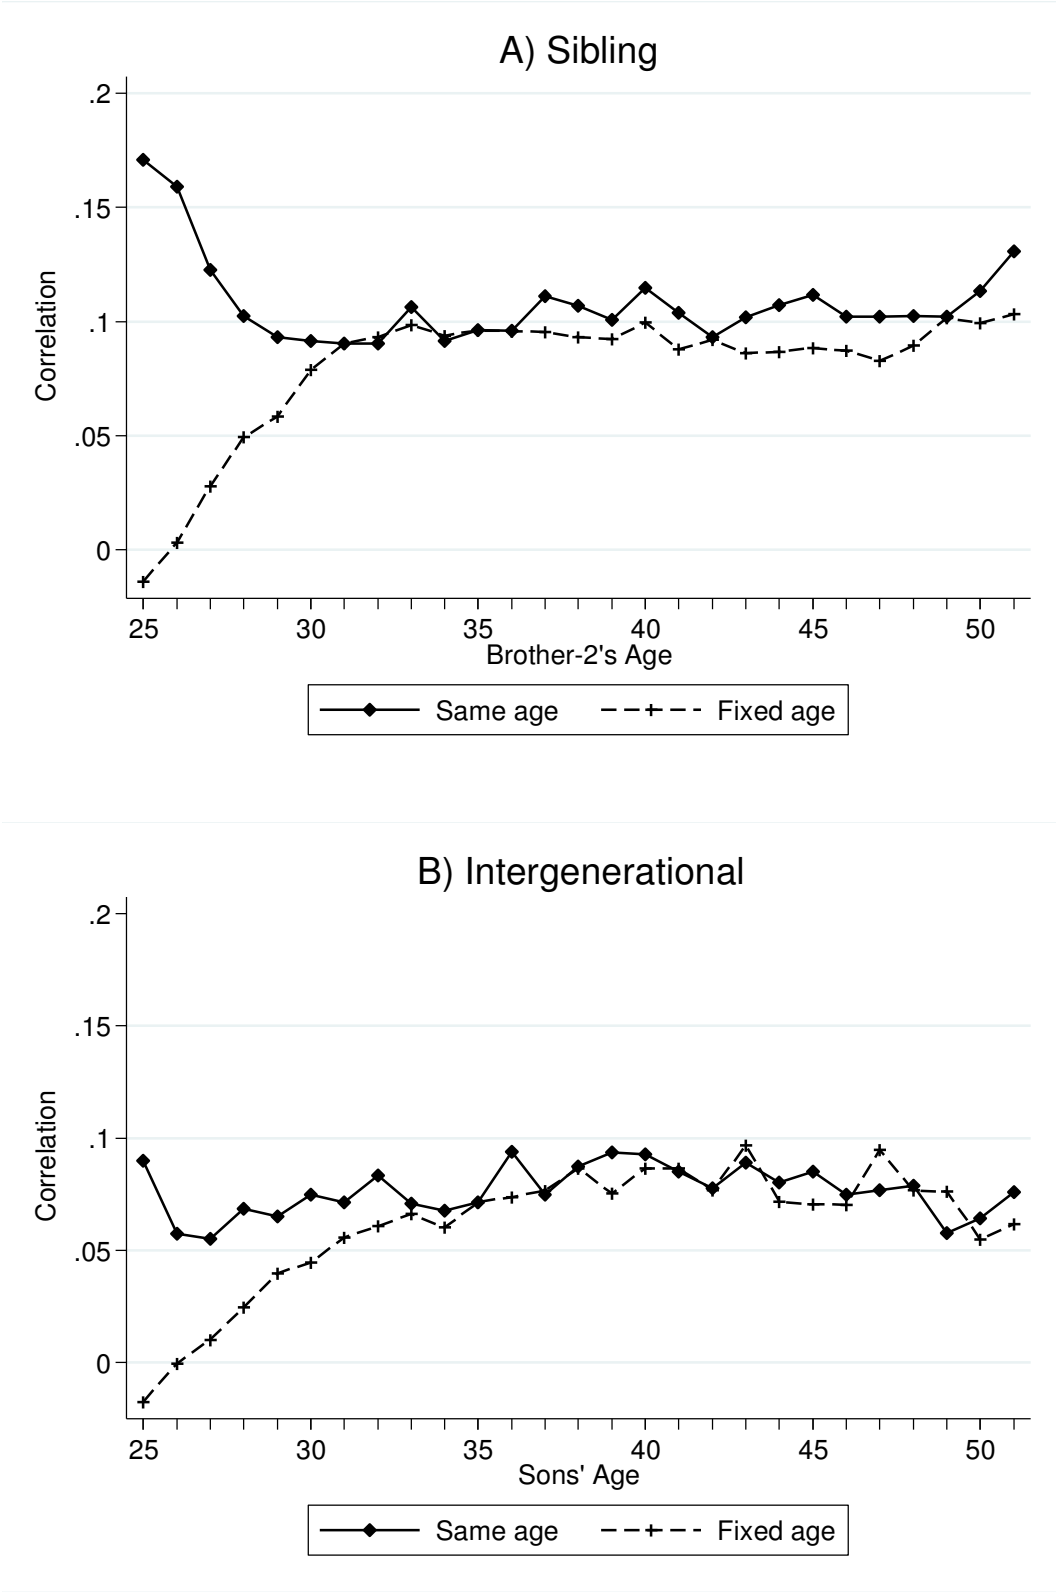 A) Sibling
.2
.15
.1
.05
0
Correlation
25 30 35 40 45 50
Brother-2's Age
Same age Fixed age
B) Intergenerational
.2
.15
.1
.05
0
Correlation
25 30 35 40 45 50
Sons' Age
Same age Fixed age